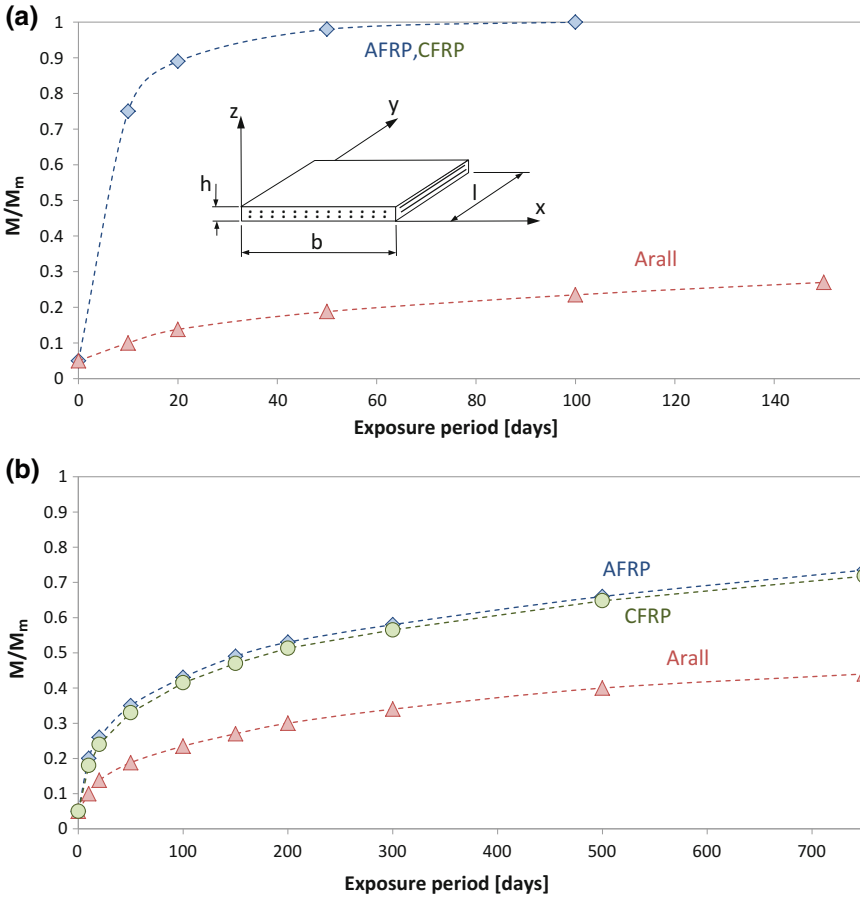 (a)
1
0.9
0.8
0.7
0.6
0.5
0.4
0.3
0.2
0.1
0
M/Mm
AFRP,CFRP
z
y
h
l
x
b
Arall
0 20 40 60 80 100 120 140
Exposure period [days]
(b)
1
0.9
0.8
0.7
0.6
0.5
0.4
0.3
0.2
0.1
0
M/Mm
AFRP
CFRP
Arall
0 100 200 300 400 500 600 700
Exposure period [days]